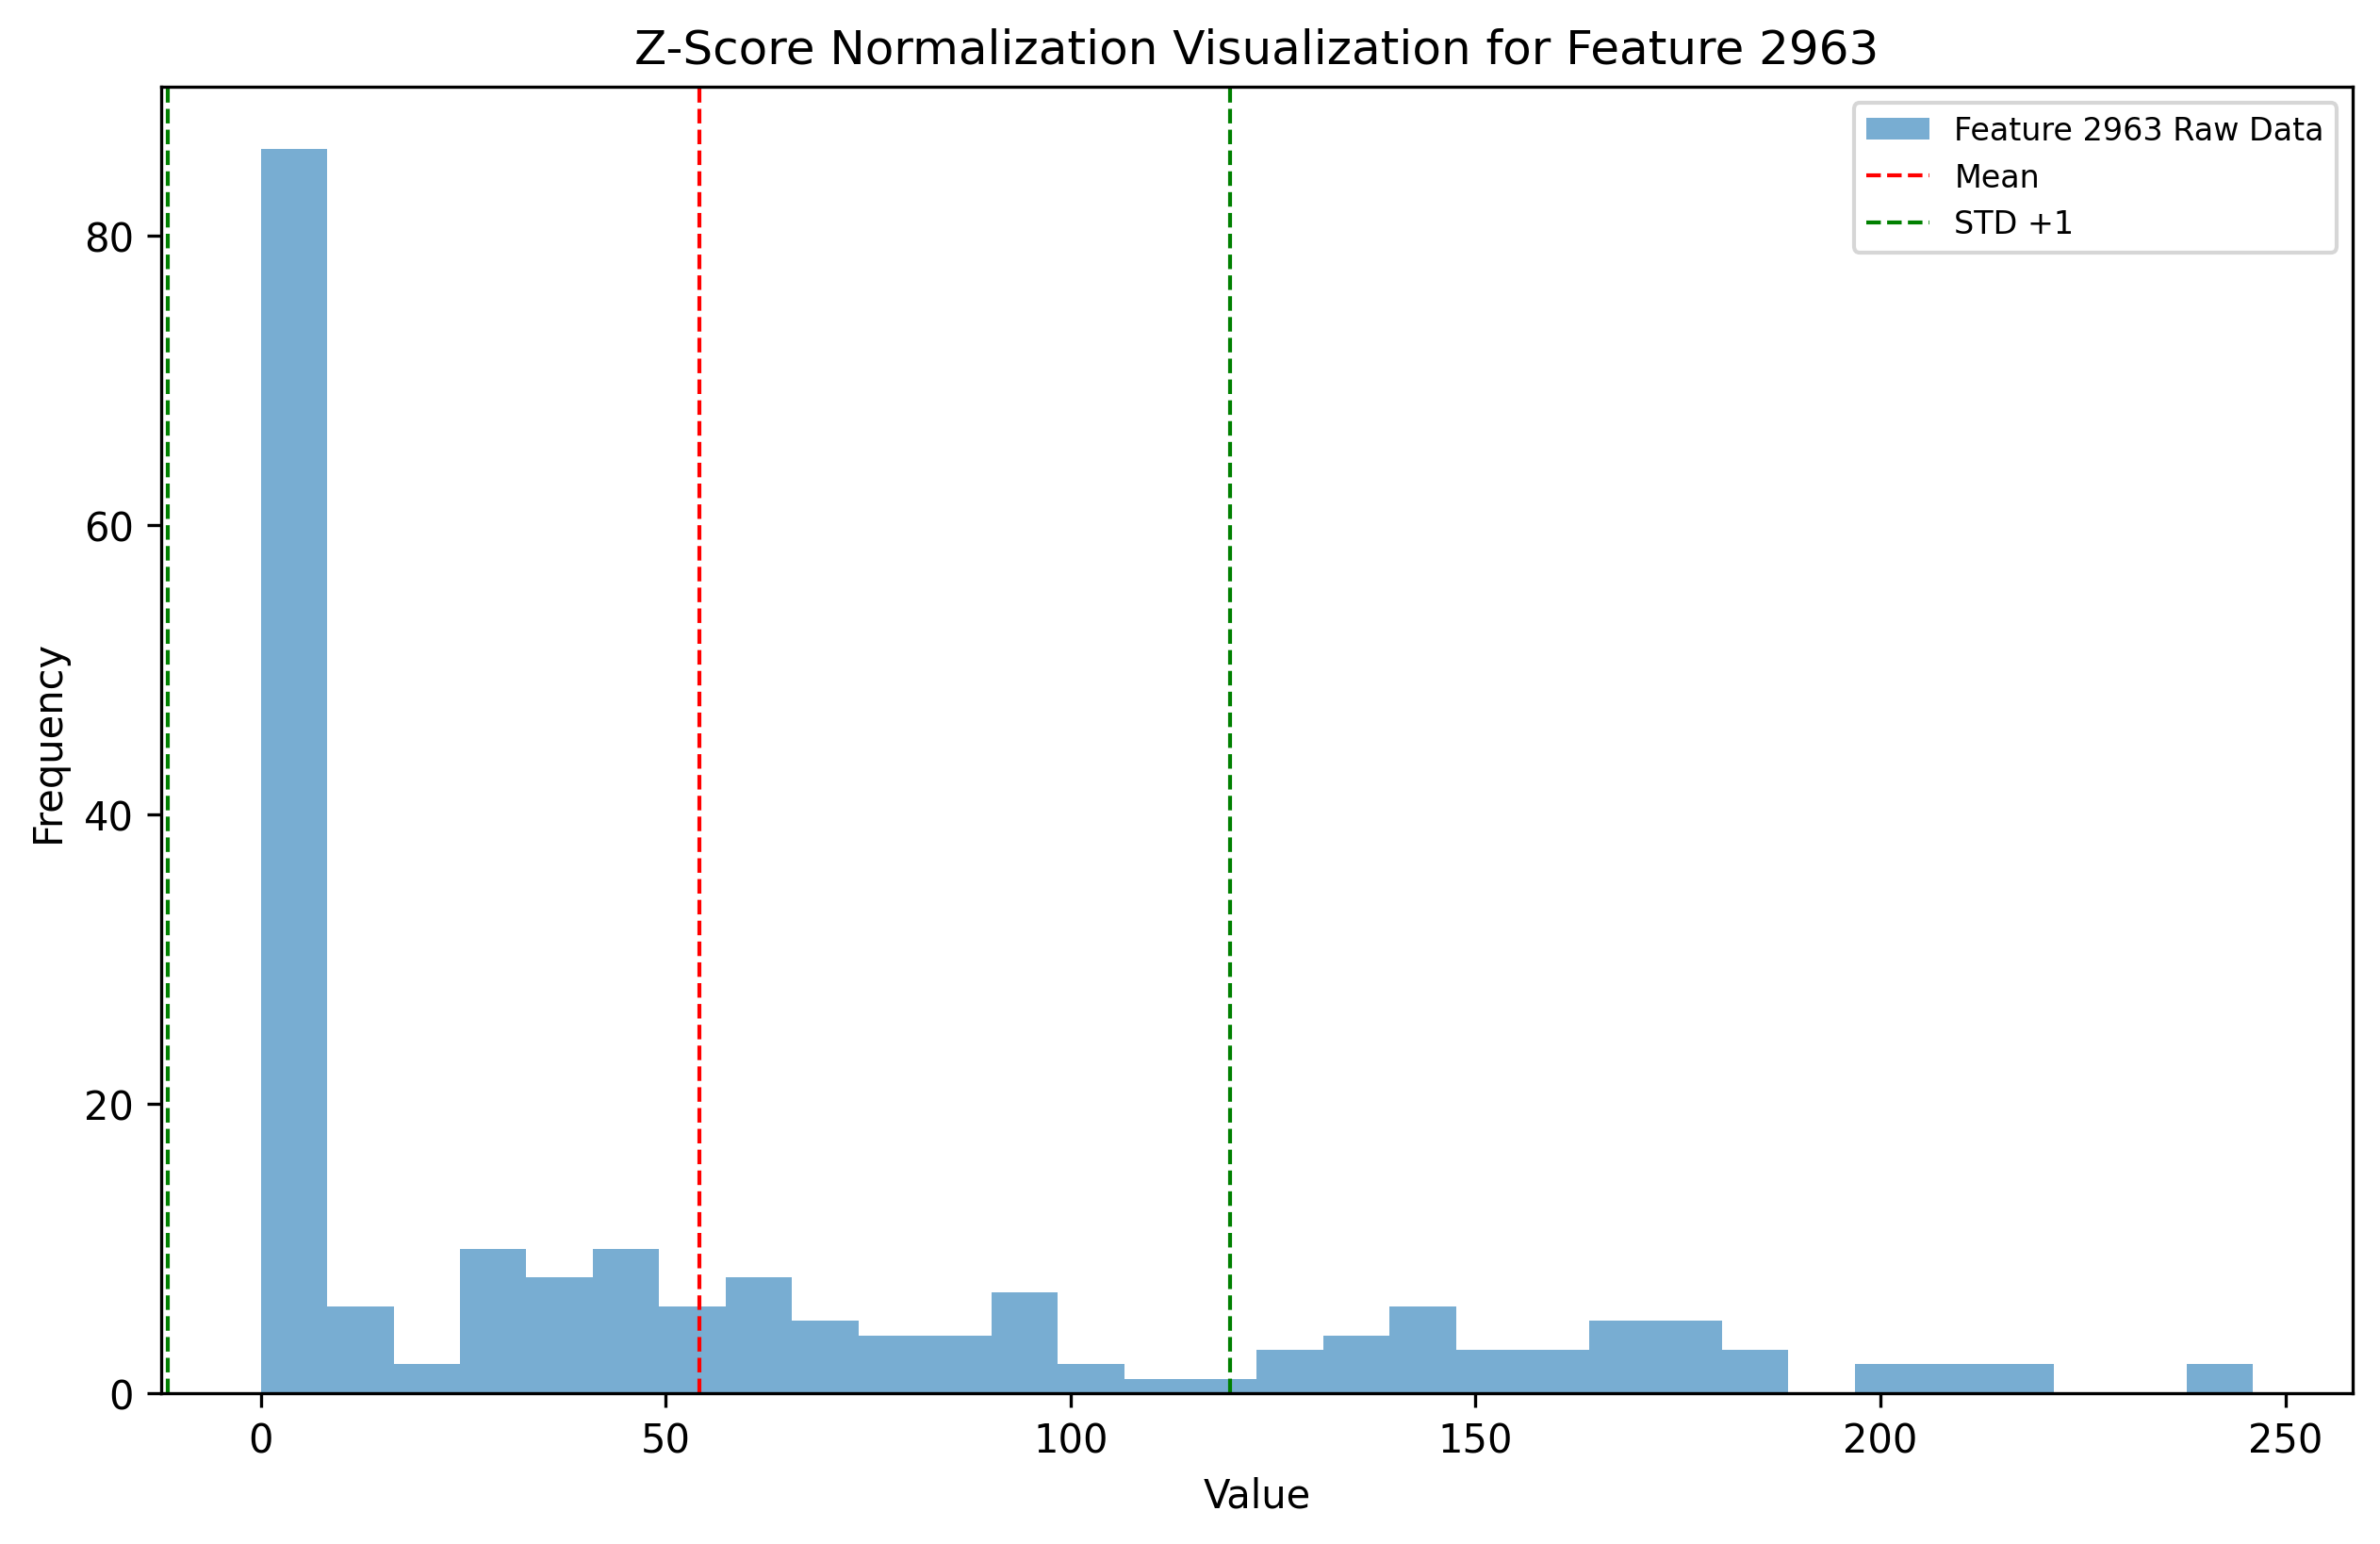 Z-Score Normalization Visualization for Feature 2963
Feature 2963 Raw Data
Mean
STD +1
80
60
40
20
0
Frequency
0 50 100 150 200 250
Value